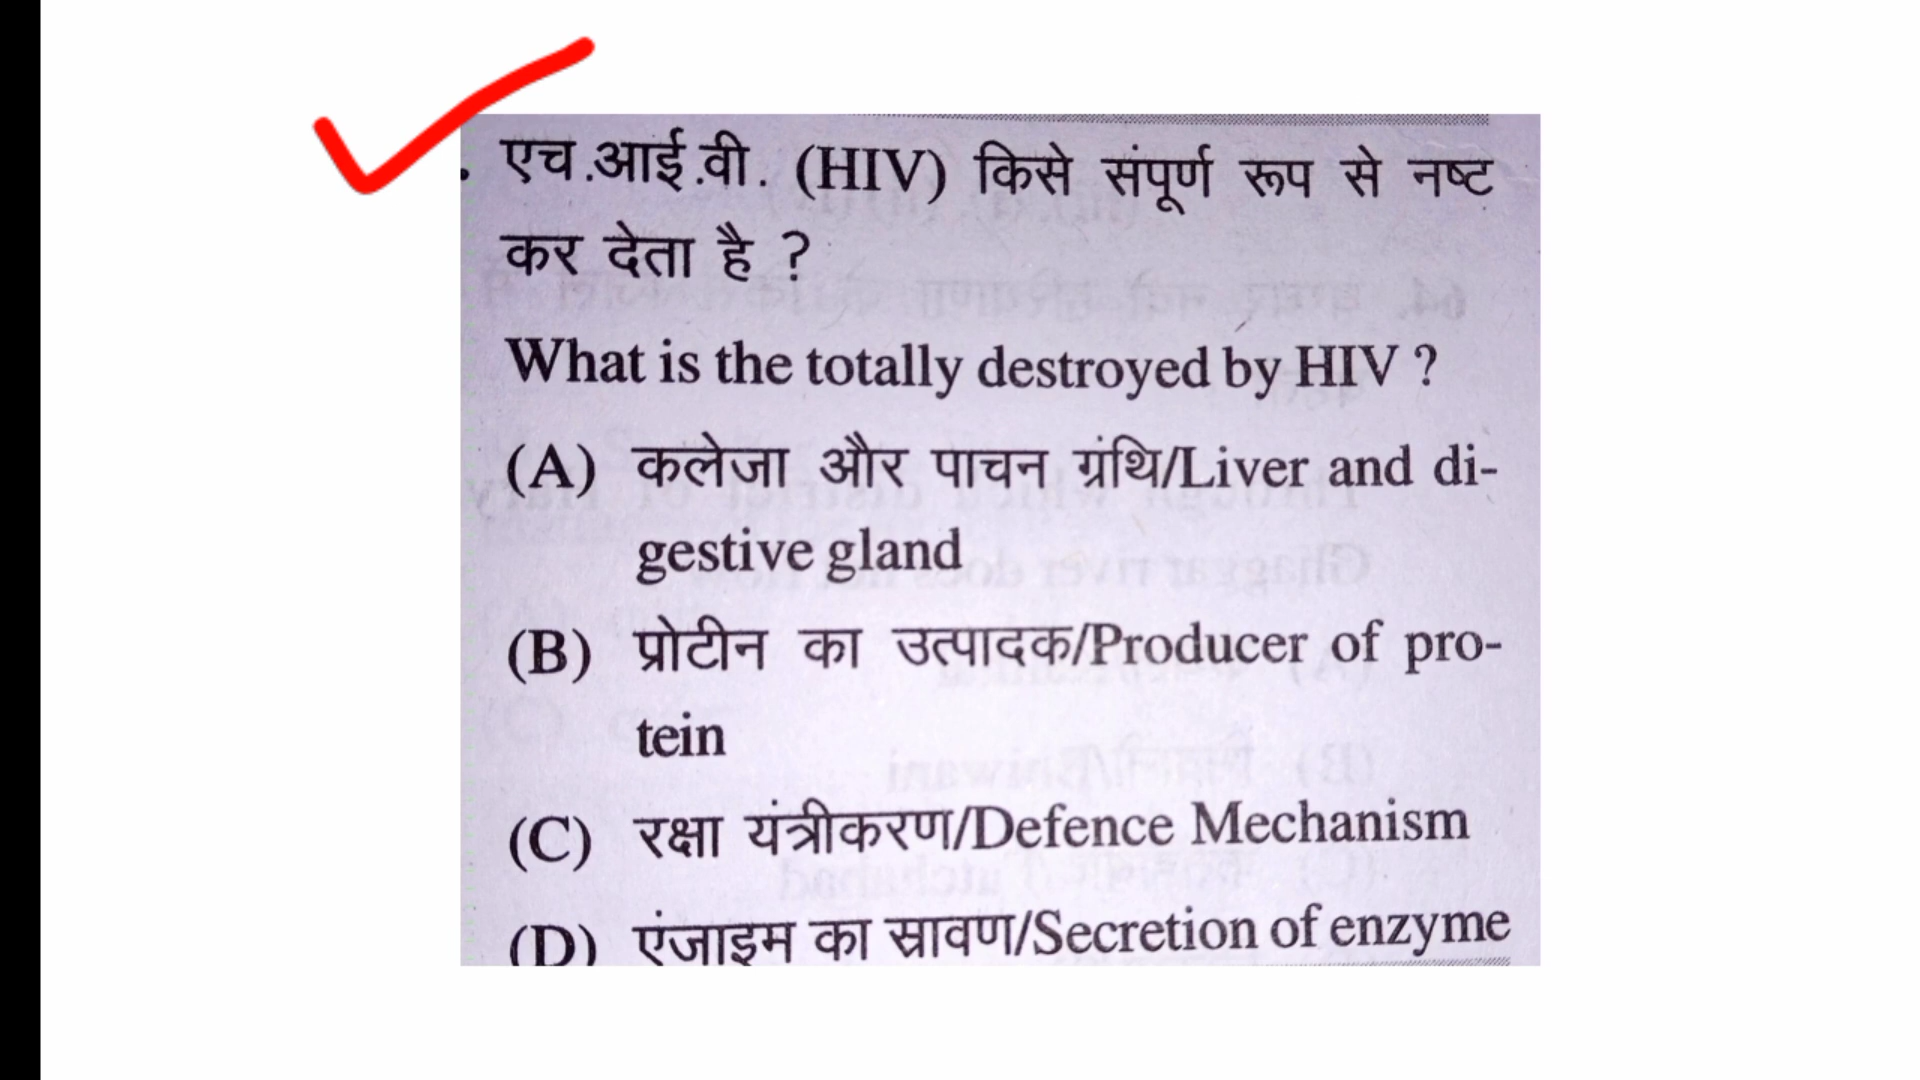 एच.आई.वी. (HIV) किसे संपूर्ण रूप से नष्ट
कर देता है ?
What is the totally destroyed by HIV ?
(A) कलेजा और पाचन ग्रंथि/Liver and di-
gestive gland
(B) प्रोटीन का उत्पादक/Producer of pro-
tein
(C) रक्षा यंत्रीकरण/Defence Mechanism
(D) एंजाइम का स्रावण/Secretion of enzyme